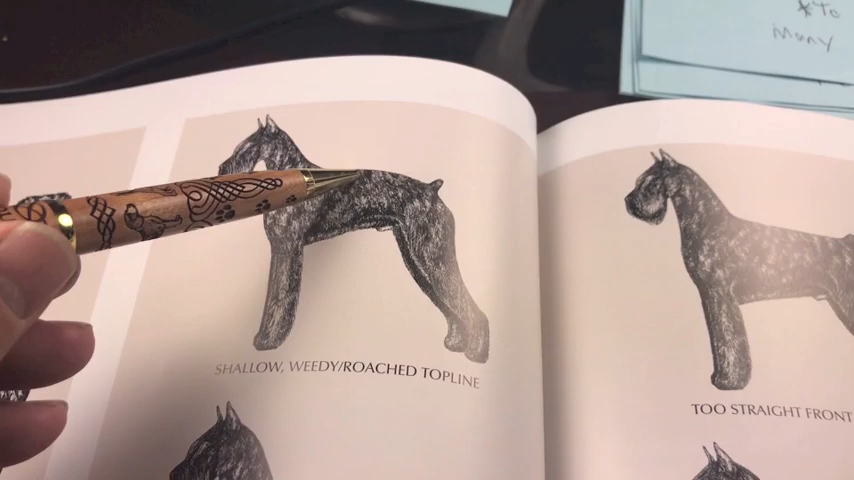 *To
Many
SHALLOW, WEEDY/ROACHED TOPLINE
TOO STRAIGHT FRONT